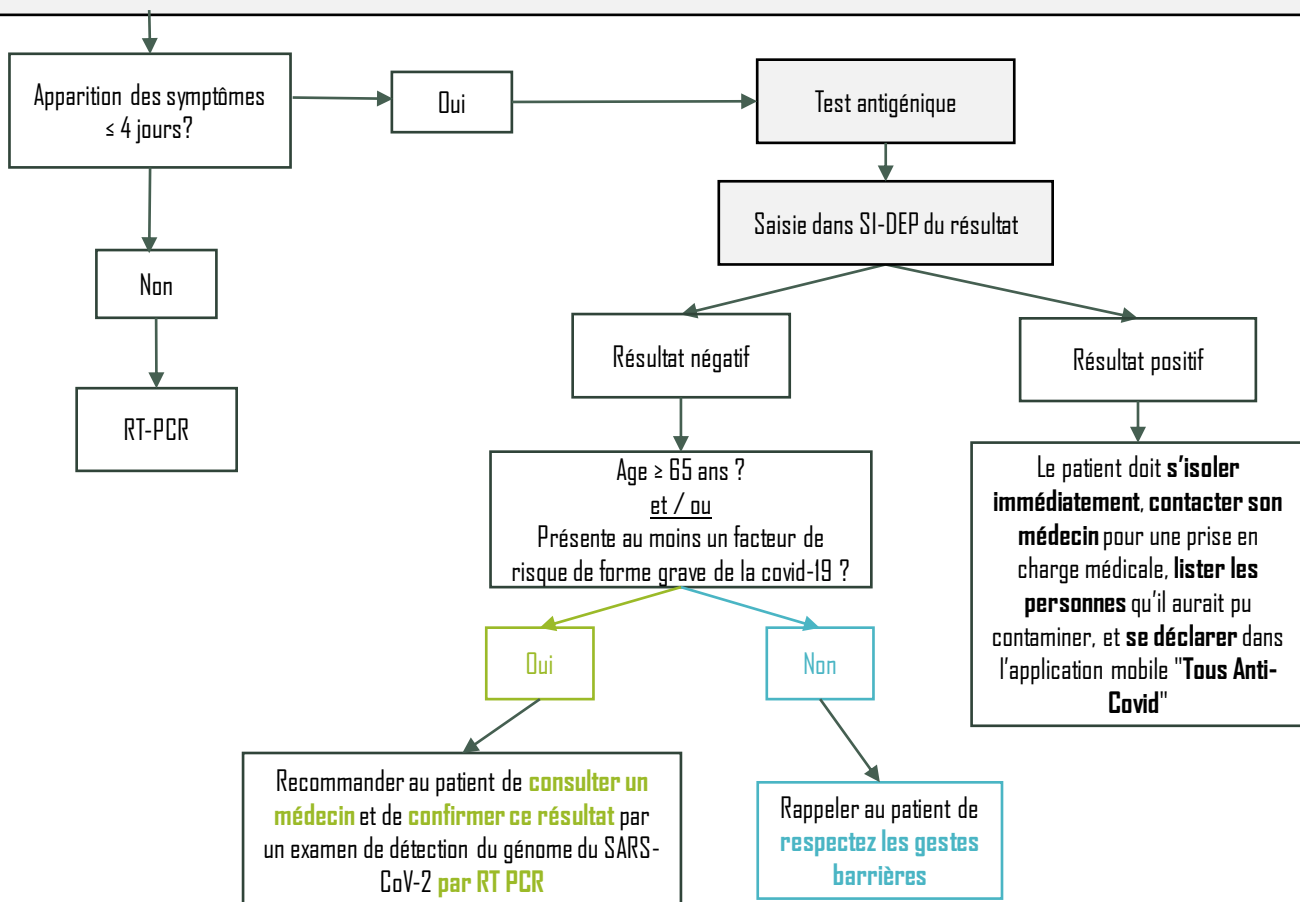 Apparition des symptômes
≤ 4 jours?
Oui
Test antigénique
Saisie dans SI-DEP du résultat
Non
RT-PCR
Résultat négatif
Résultat positif
Age ≥ 65 ans ?
et / ou
Présente au moins un facteur de
risque de forme grave de la covid-19 ?
Le patient doit s'isoler
immédiatement, contacter son
médecin pour une prise en
charge médicale, lister les
personnes qu'il aurait pu
contaminer, et se déclarer dans
l'application mobile "Tous Anti-
Covid"
Oui
Non
Recommander au patient de consulter un
médecin et de confirmer ce résultat par
un examen de détection du génome du SARS-
CoV-2 par RT PCR
Rappeler au patient de
respectez les gestes
barrières